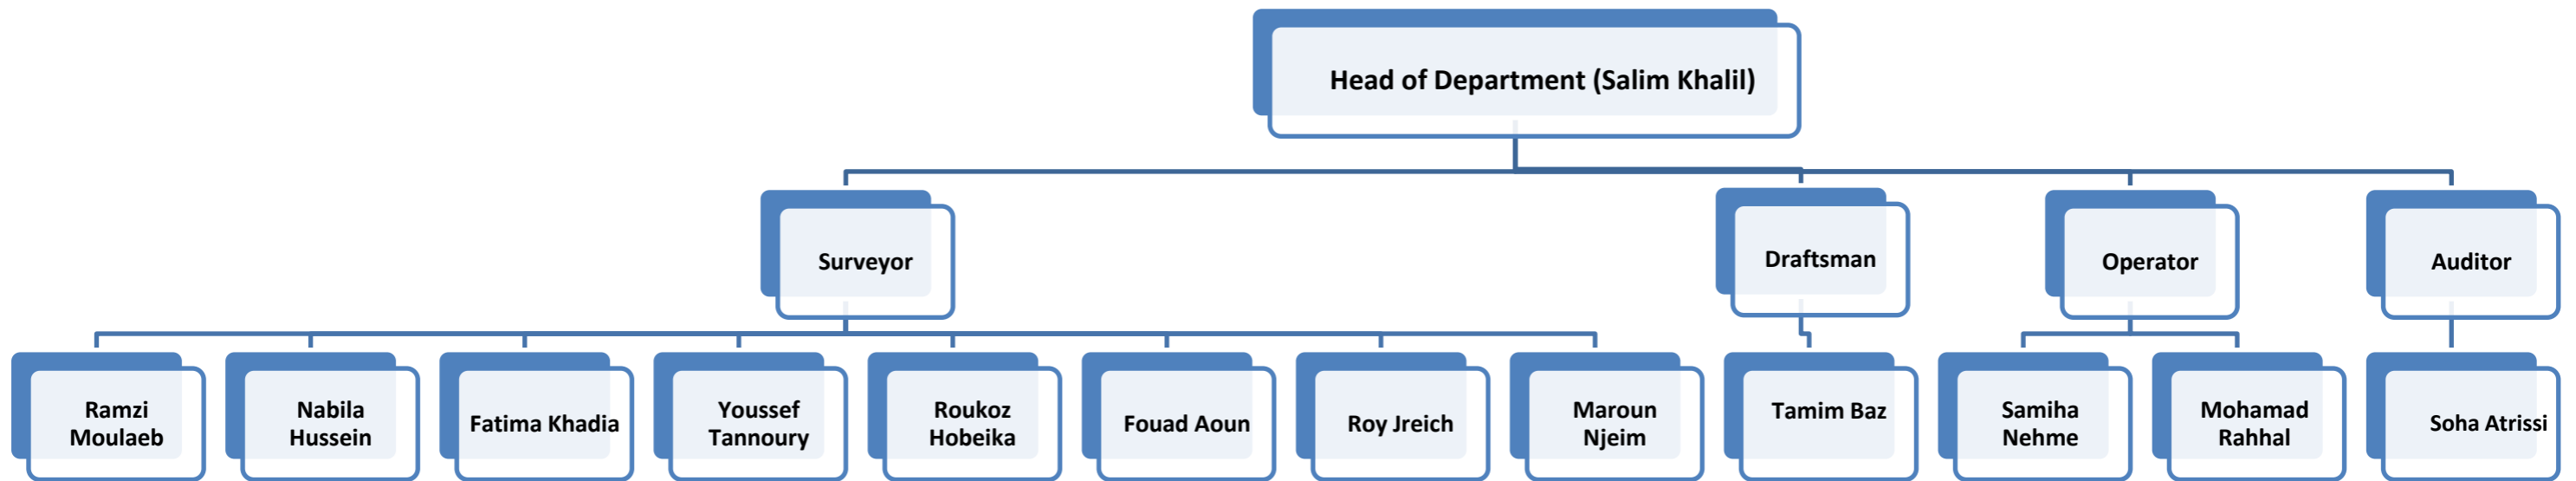 Head of Department (Salim Khalil)
Surveyor
Draftsman
Operator
Auditor
Ramzi
Moulaeb
Nabila
Hussein
Fatima Khadia
Youssef
Tannoury
Roukoz
Hobeika
Fouad Aoun
Roy Jreich
Maroun
Njeim
Tamim Baz
Samiha
Nehme
Mohamad
Rahhal
Soha Atrissi